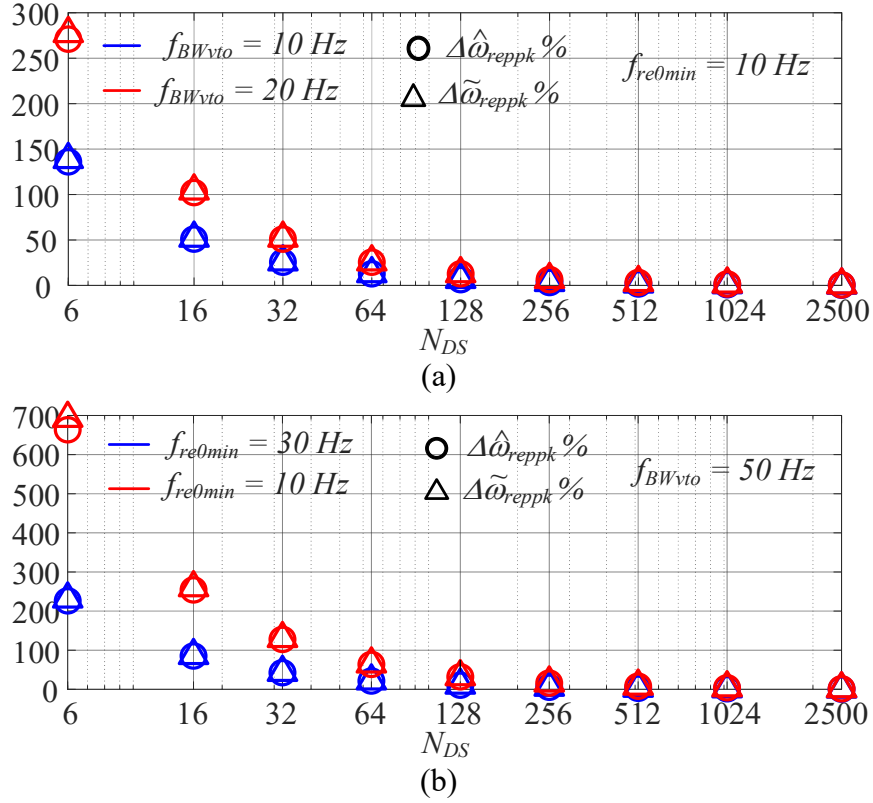 300
250
200
150
100
50
0
f_BWvto = 10 Hz
f_BWvto = 20 Hz
Δω̂_reppk %
Δω̃_reppk %
f_re0min = 10 Hz
6 16 32 64 128 256 512 1024 2500
N_DS
(a)
700
600
500
400
300
200
100
0
f_re0min = 30 Hz
f_re0min = 10 Hz
Δω̂_reppk %
Δω̃_reppk %
f_BWvto = 50 Hz
6 16 32 64 128 256 512 1024 2500
N_DS
(b)